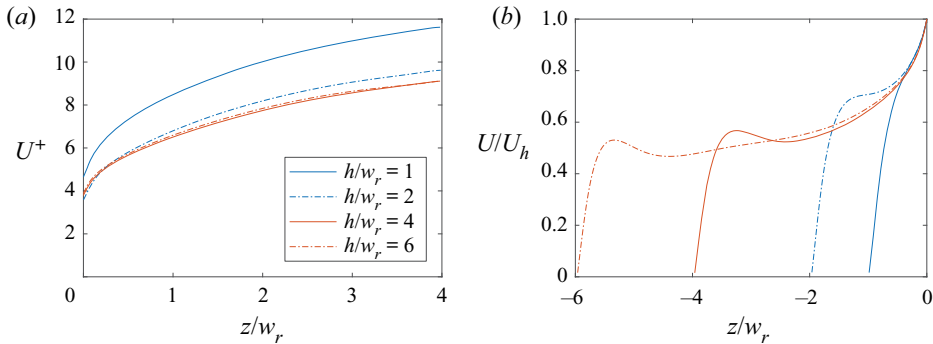 (a)
12
10
8
6
4
2
U+
h/wr = 1
h/wr = 2
h/wr = 4
h/wr = 6
0
1
2
3
4
z/wr
(b)
1.0
0.8
0.6
0.4
0.2
0
U/Uh
−6
−4
−2
0
z/wr